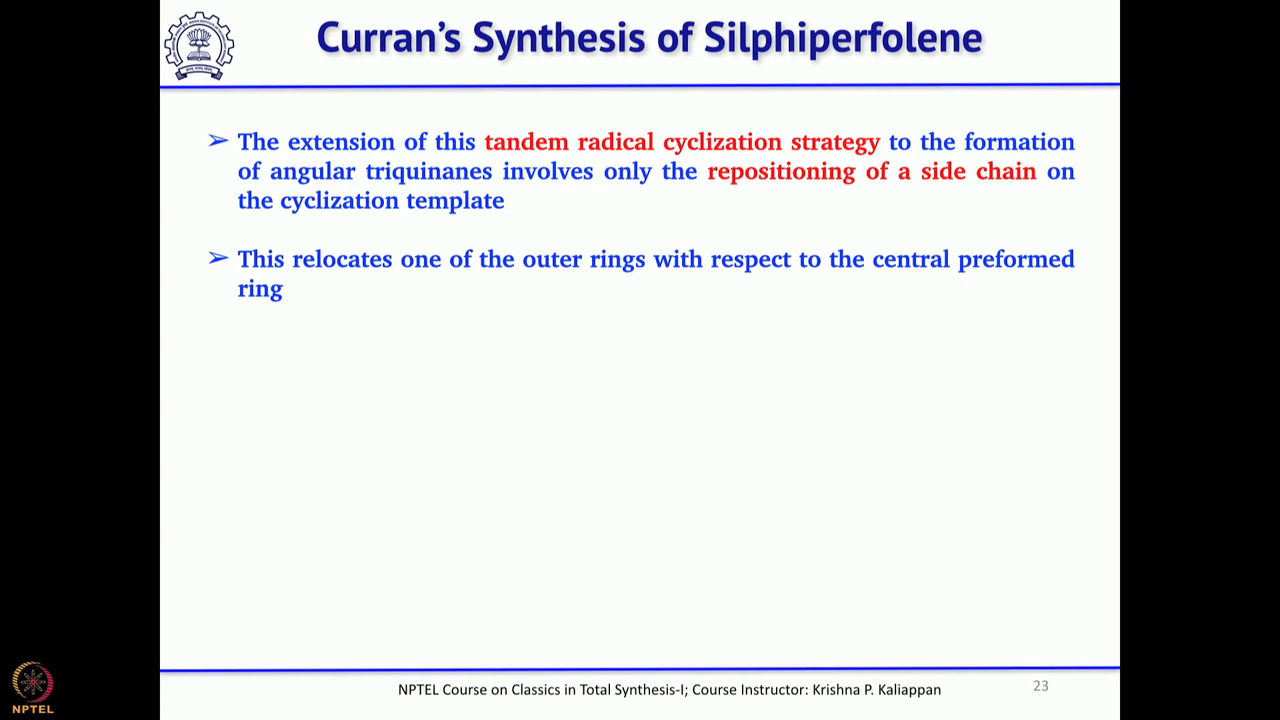 Curran's Synthesis of Silphiperfolene
➢ The extension of this tandem radical cyclization strategy to the formation
of angular triquinanes involves only the repositioning of a side chain on
the cyclization template
➢ This relocates one of the outer rings with respect to the central preformed
ring
NPTEL Course on Classics in Total Synthesis-I; Course Instructor: Krishna P. Kaliappan
23
NPTEL